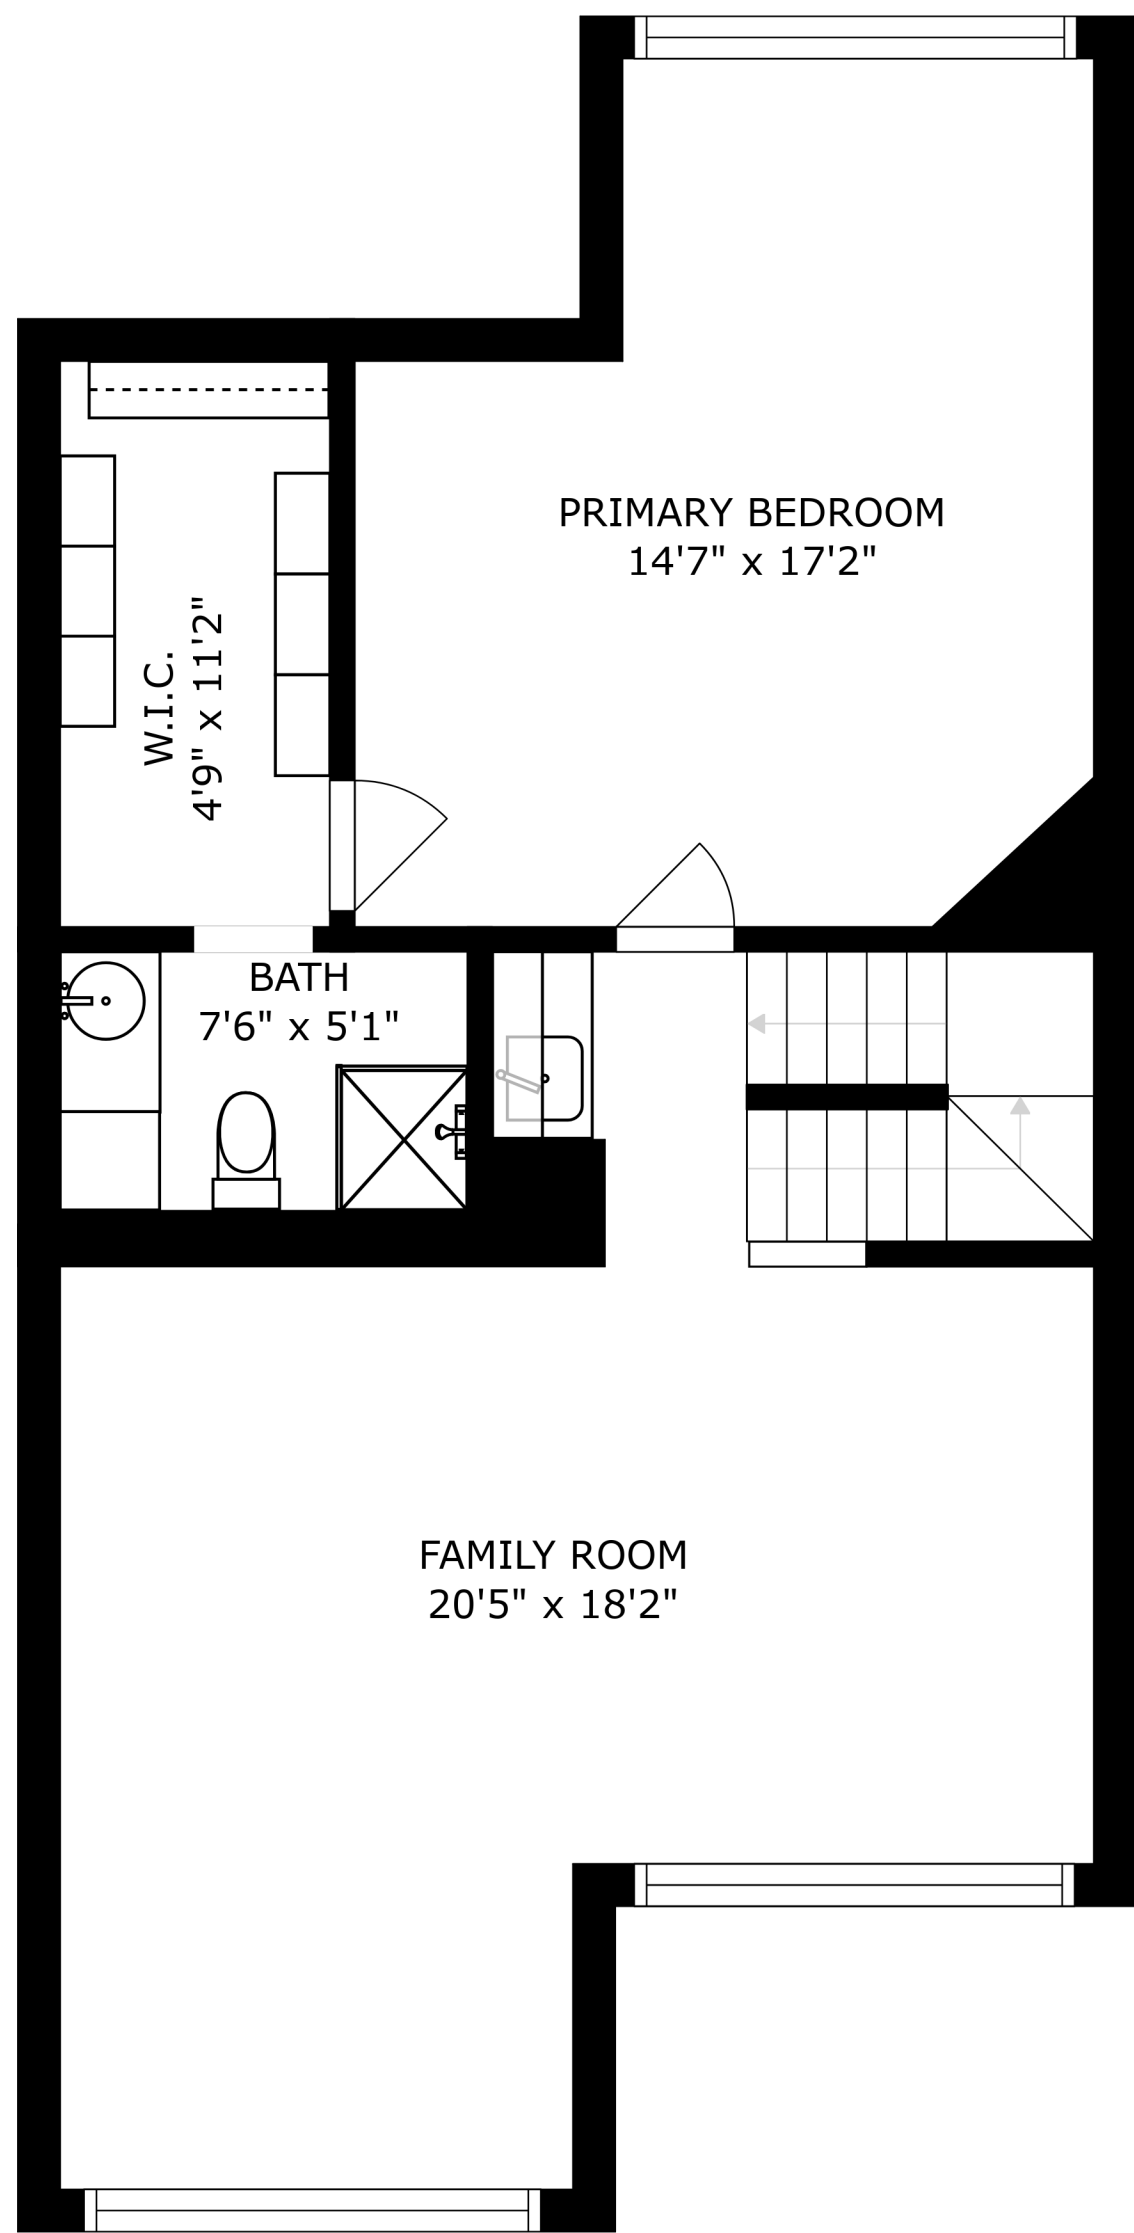 PRIMARY BEDROOM
14'7" x 17'2"
W.I.C.
4'9" x 11'2"
BATH
7'6" x 5'1"
FAMILY ROOM
20'5" x 18'2"